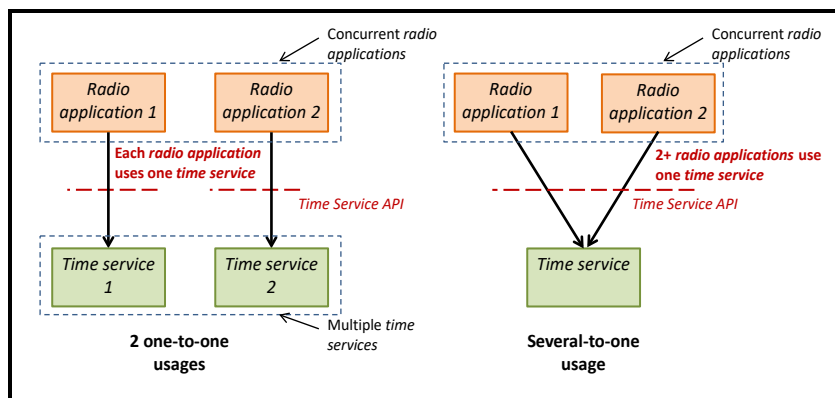 Concurrent radio
applications
Radio
application 1
Radio
application 2
Each radio application
uses one time service
Time Service API
Time service
1
Time service
2
2 one-to-one
usages
Multiple time
services
Concurrent radio
applications
Radio
application 1
Radio
application 2
2+ radio applications use
one time service
Time Service API
Time service
Several-to-one
usage